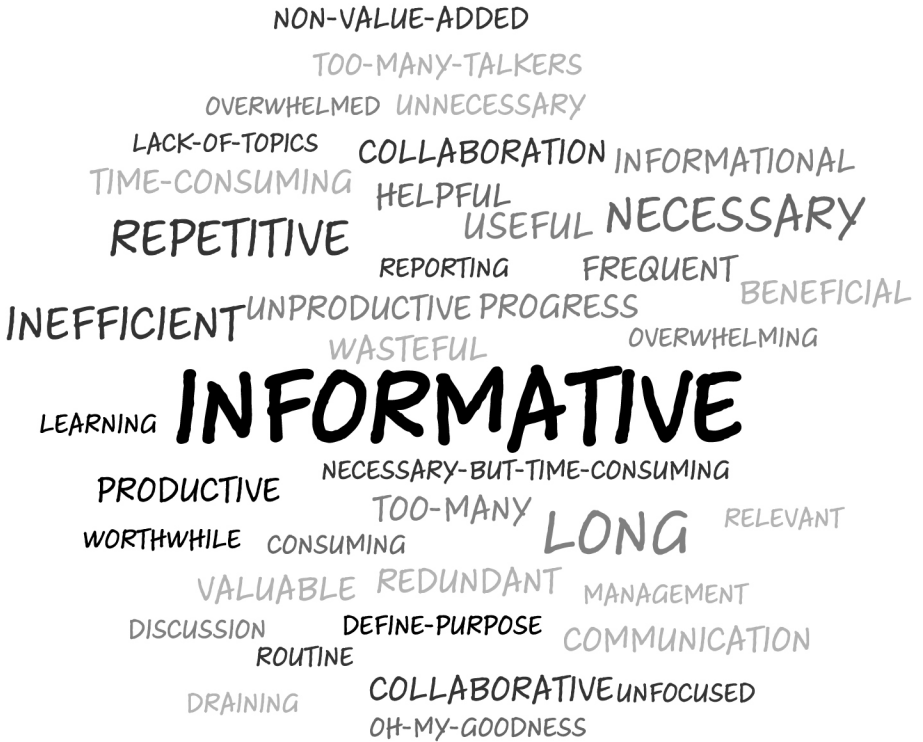 NON-VALUE-ADDED
TOO-MANY-TALKERS
OVERWHELMED UNNECESSARY
LACK-OF-TOPICS COLLABORATION INFORMATIONAL
TIME-CONSUMING HELPFUL
REPETITIVE USEFUL NECESSARY
REPORTING FREQUENT
BENEFICIAL
INEFFICIENT UNPRODUCTIVE PROGRESS
WASTEFUL OVERWHELMING
INFORMATIVE
LEARNING
NECESSARY-BUT-TIME-CONSUMING
PRODUCTIVE
TOO-MANY LONG RELEVANT
WORTHWHILE CONSUMING
VALUABLE REDUNDANT MANAGEMENT
DISCUSSION DEFINE-PURPOSE COMMUNICATION
ROUTINE
DRAINING COLLABORATIVE UNFOCUSED
OH-MY-GOODNESS